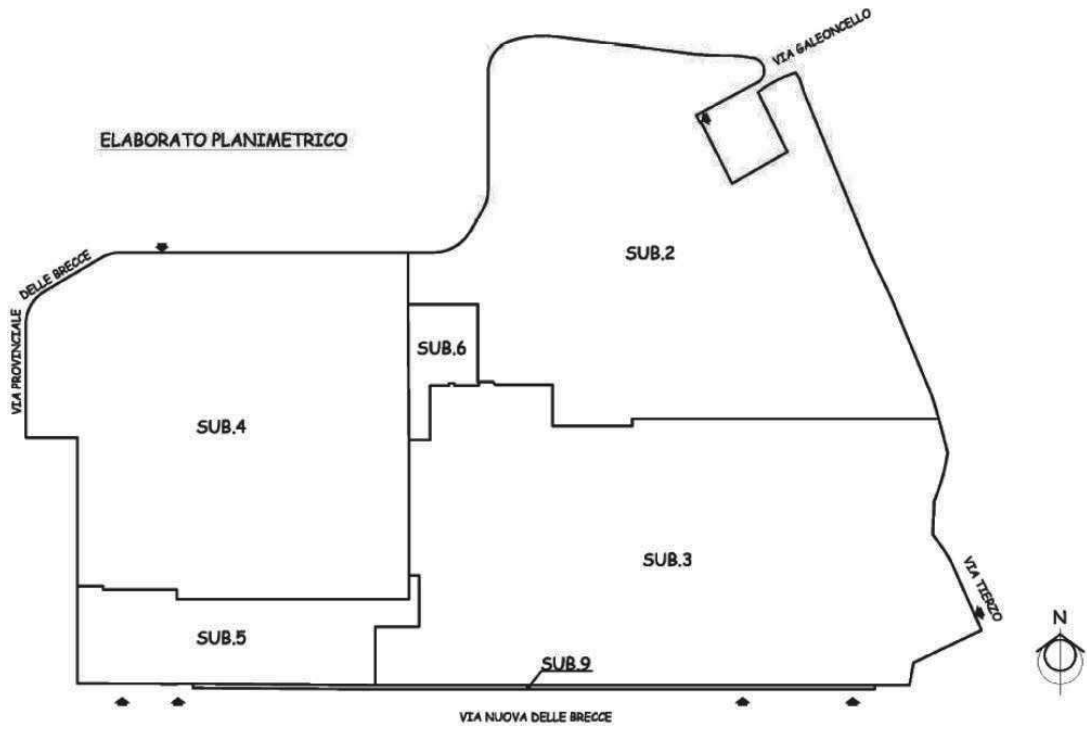 VIA GALEONCELLO
ELABORATO PLANIMETRICO
SUB.2
DELLE BRECCE
VIA PROVINCIALE
SUB.6
SUB.4
SUB.3
VIA TIERZO
SUB.5
N
SUB.9
VIA NUOVA DELLE BRECCE